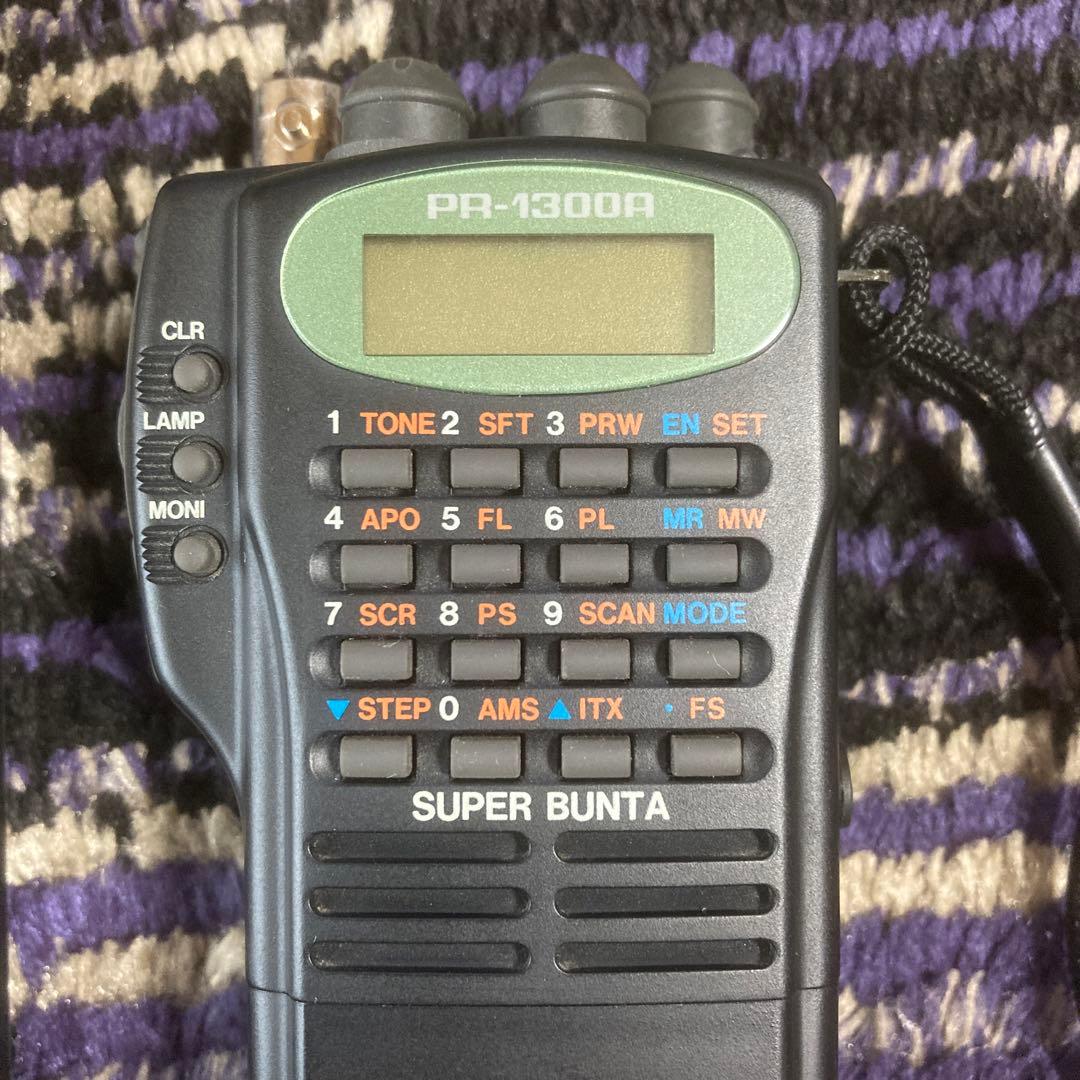 PR-1300A
CLR
LAMP
MONI
1 TONE 2 SFT 3 PRW EN SET
4 APO 5 FL 6 PL MR MW
7 SCR 8 PS 9 SCAN MODE
▼ STEP 0 AMS ▲ ITX • FS
SUPER BUNTA